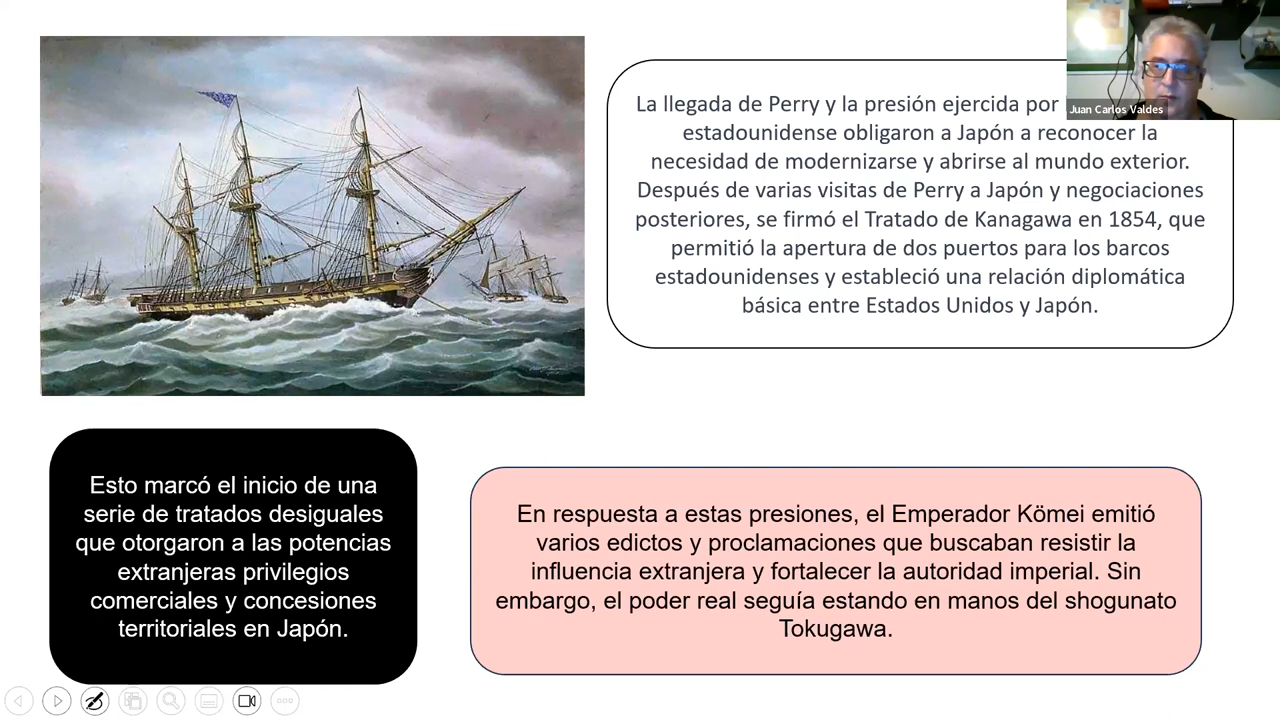 La llegada de Perry y la presión ejercida por
estadounidense obligaron a Japón a reconocer la
necesidad de modernizarse y abrirse al mundo exterior.
Después de varias visitas de Perry a Japón y negociaciones
posteriores, se firmó el Tratado de Kanagawa en 1854, que
permitió la apertura de dos puertos para los barcos
estadounidenses y estableció una relación diplomática
básica entre Estados Unidos y Japón.
Juan Carlos Valdes
Esto marcó el inicio de una
serie de tratados desiguales
que otorgaron a las potencias
extranjeras privilegios
comerciales y concesiones
territoriales en Japón.
En respuesta a estas presiones, el Emperador Kömei emitió
varios edictos y proclamaciones que buscaban resistir la
influencia extranjera y fortalecer la autoridad imperial. Sin
embargo, el poder real seguía estando en manos del shogunato
Tokugawa.